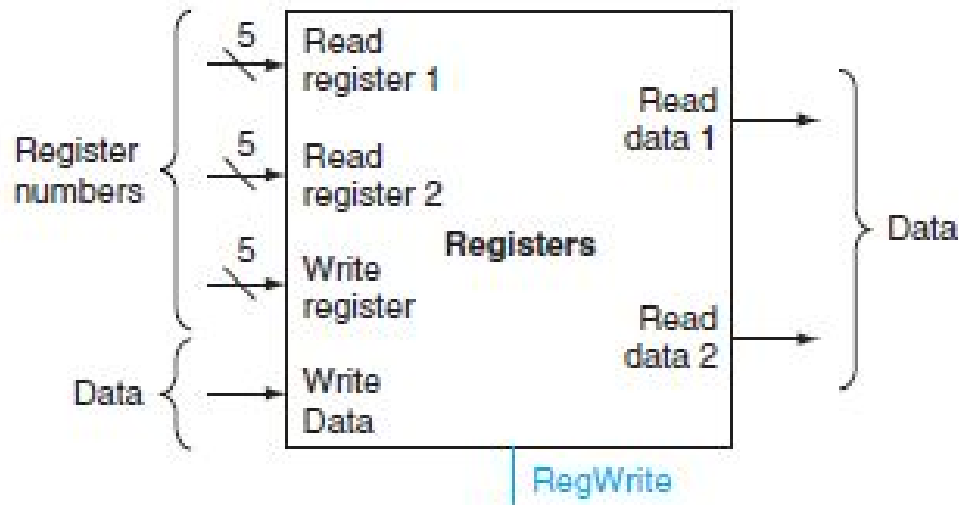 Register
numbers
Data
5
Read
register 1
5
Read
register 2
5
Write
register
Write
Data
Registers
Read
data 1
Read
data 2
Data
RegWrite